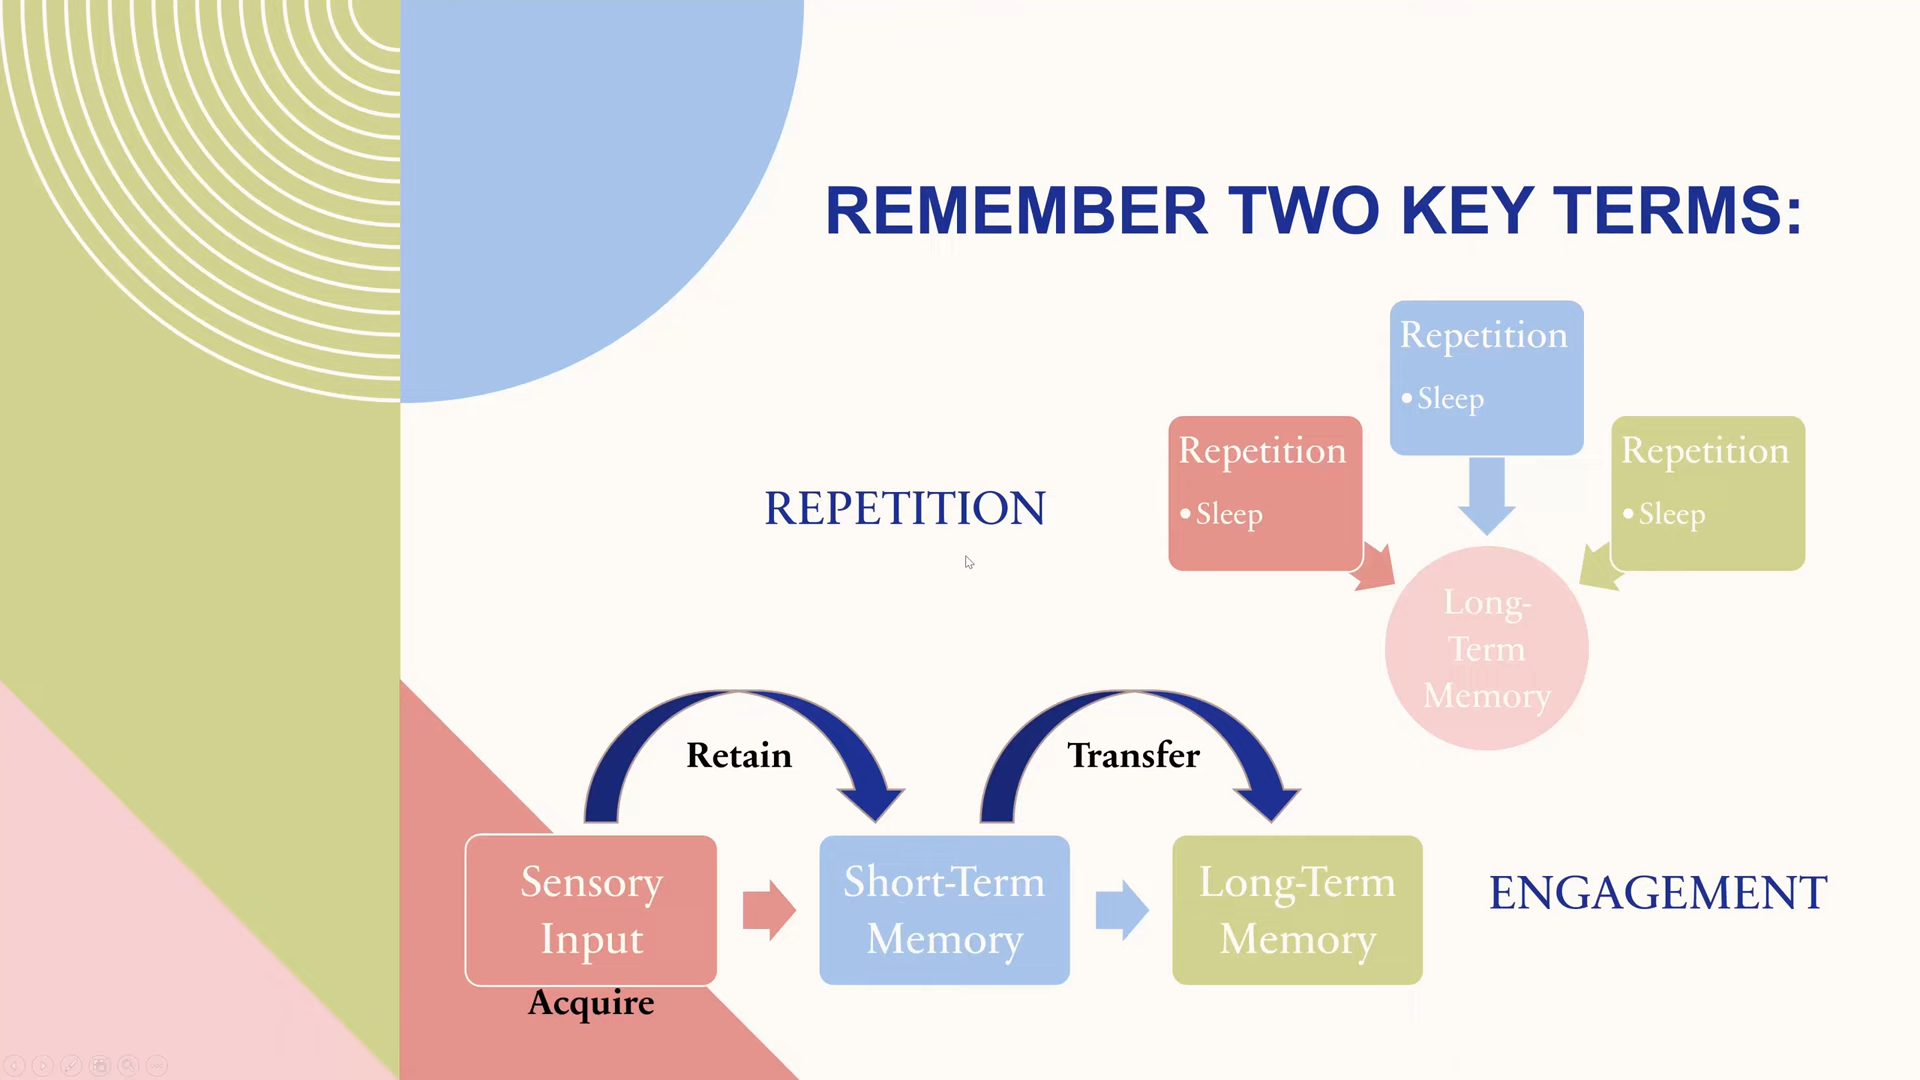 REMEMBER TWO KEY TERMS:
REPETITION
Repetition
• Sleep
Repetition
• Sleep
Repetition
• Sleep
Long-
Term
Memory
Retain
Transfer
Sensory
Input
Acquire
Short-Term
Memory
Long-Term
Memory
ENGAGEMENT